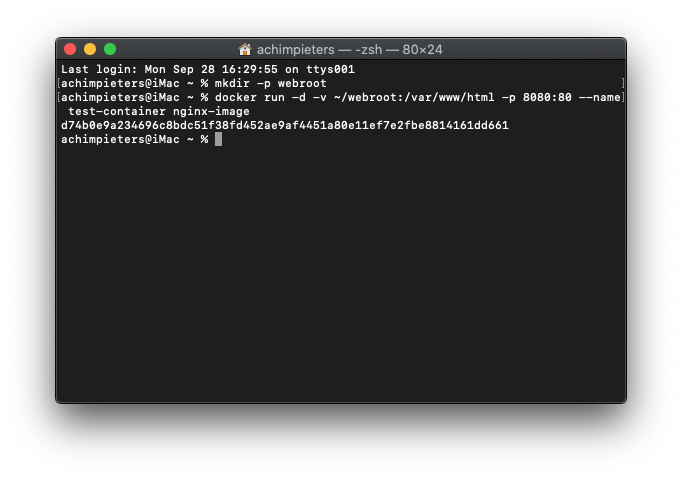 achimpieters — -zsh — 80×24
Last login: Mon Sep 28 16:29:55 on ttys001
[achimpieters@iMac ~ % mkdir -p webroot ]
[achimpieters@iMac ~ % docker run -d -v ~/webroot:/var/www/html -p 8080:80 --name]
test-container nginx-image
d74b0e9a234696c8bdc51f38fd452ae9af4451a80e11ef7e2fbe8814161dd661
achimpieters@iMac ~ %